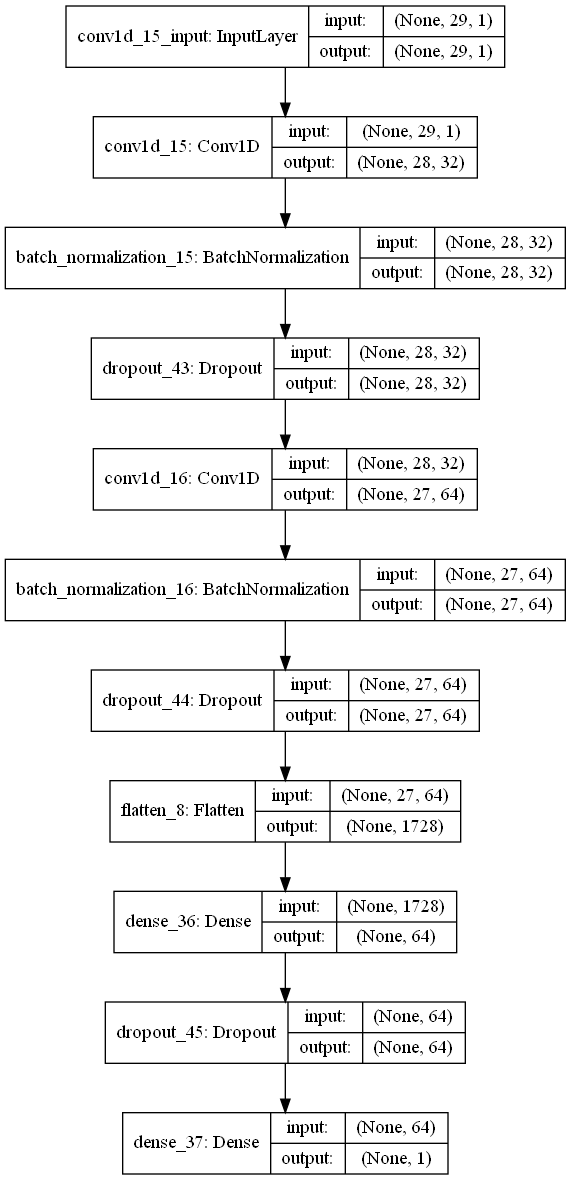 conv1d_15_input: InputLayer
input: (None, 29, 1)
output: (None, 29, 1)
conv1d_15: Conv1D
input: (None, 29, 1)
output: (None, 28, 32)
batch_normalization_15: BatchNormalization
input: (None, 28, 32)
output: (None, 28, 32)
dropout_43: Dropout
input: (None, 28, 32)
output: (None, 28, 32)
conv1d_16: Conv1D
input: (None, 28, 32)
output: (None, 27, 64)
batch_normalization_16: BatchNormalization
input: (None, 27, 64)
output: (None, 27, 64)
dropout_44: Dropout
input: (None, 27, 64)
output: (None, 27, 64)
flatten_8: Flatten
input: (None, 27, 64)
output: (None, 1728)
dense_36: Dense
input: (None, 1728)
output: (None, 64)
dropout_45: Dropout
input: (None, 64)
output: (None, 64)
dense_37: Dense
input: (None, 64)
output: (None, 1)